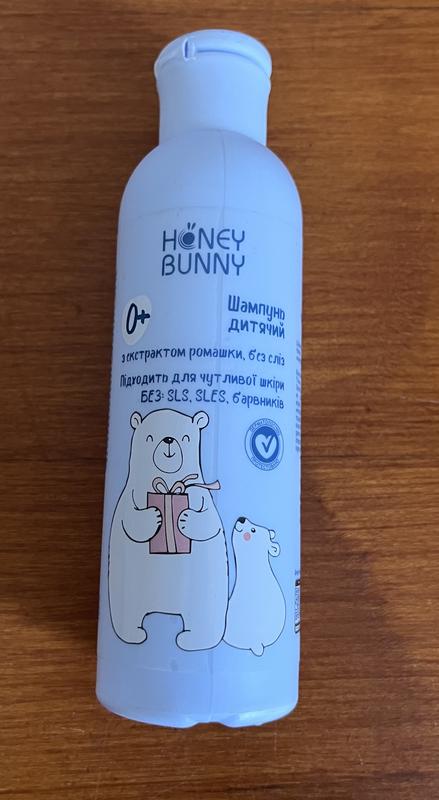 HONEY
BUNNY
0+
Шампунь
дитячий
з екстрактом ромашки, без сліз
Підходить для чутливої шкіри
БЕЗ: SLS, SLES, барвників